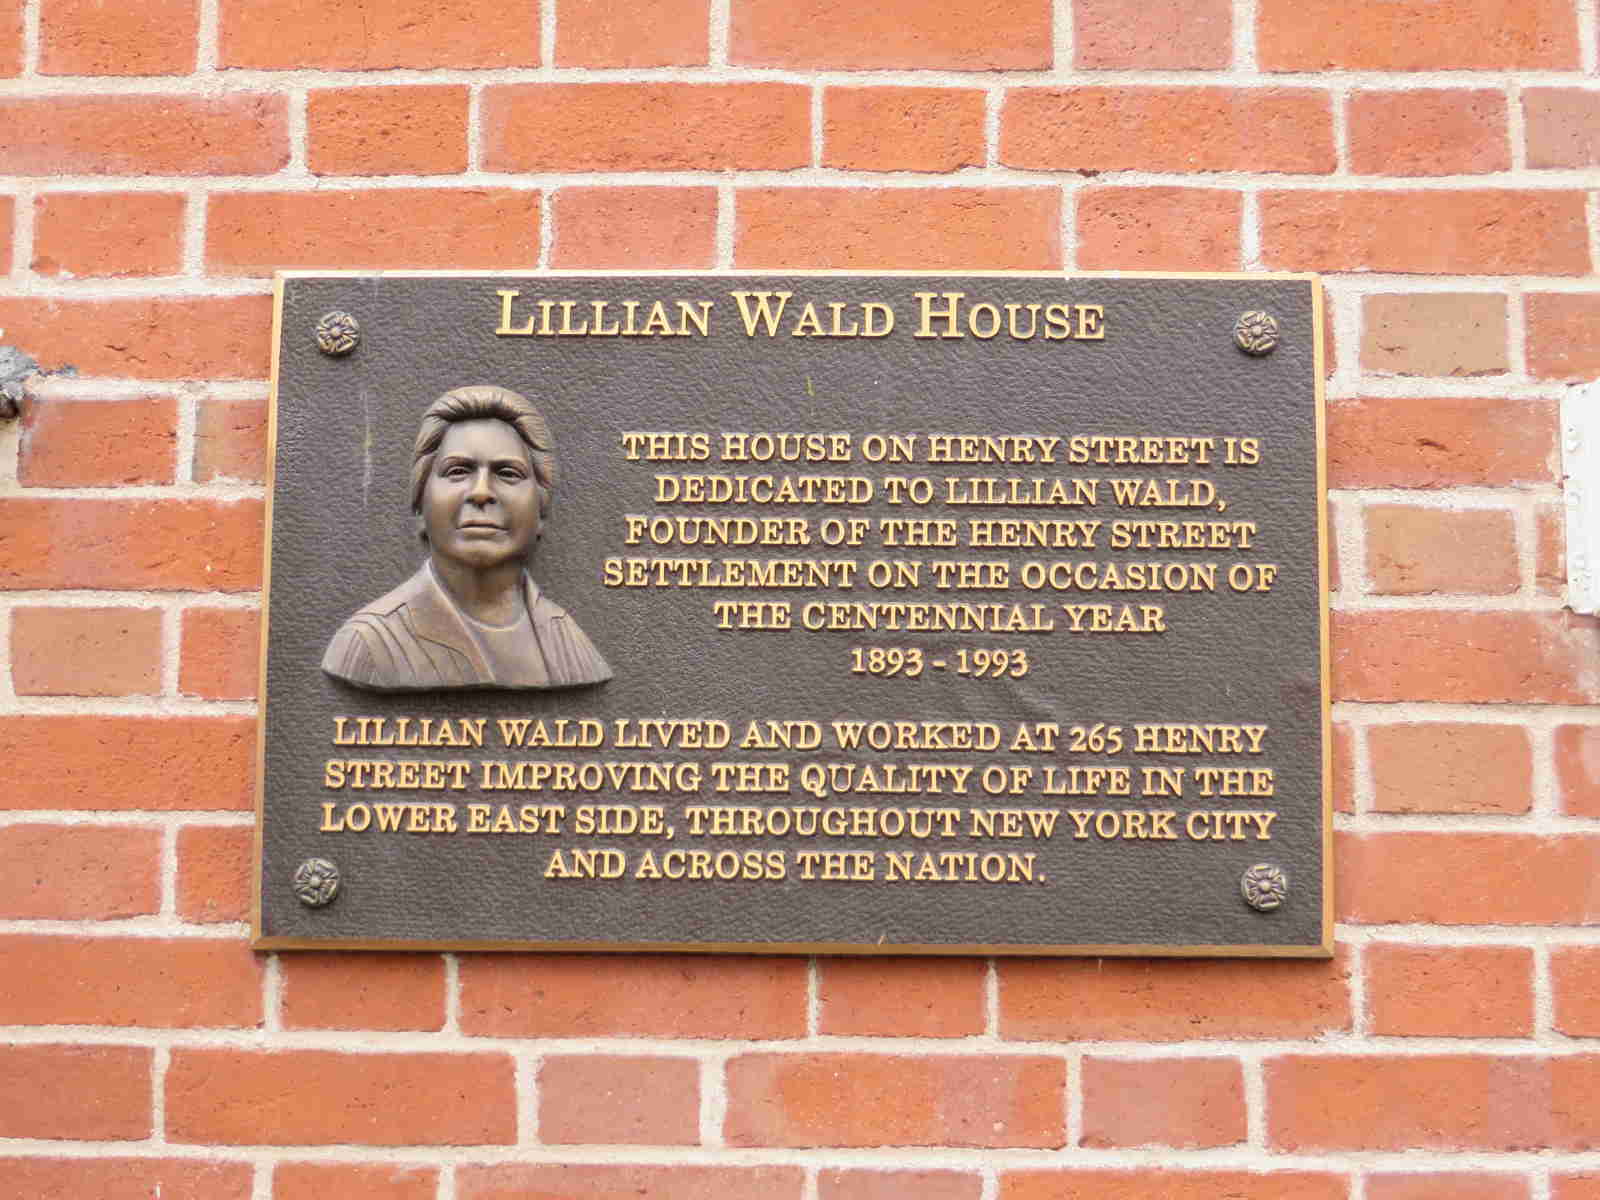 LILLIAN WALD HOUSE
THIS HOUSE ON HENRY STREET IS
DEDICATED TO LILLIAN WALD,
FOUNDER OF THE HENRY STREET
SETTLEMENT ON THE OCCASION OF
THE CENTENNIAL YEAR
1893 - 1993
LILLIAN WALD LIVED AND WORKED AT 265 HENRY
STREET IMPROVING THE QUALITY OF LIFE IN THE
LOWER EAST SIDE, THROUGHOUT NEW YORK CITY
AND ACROSS THE NATION.